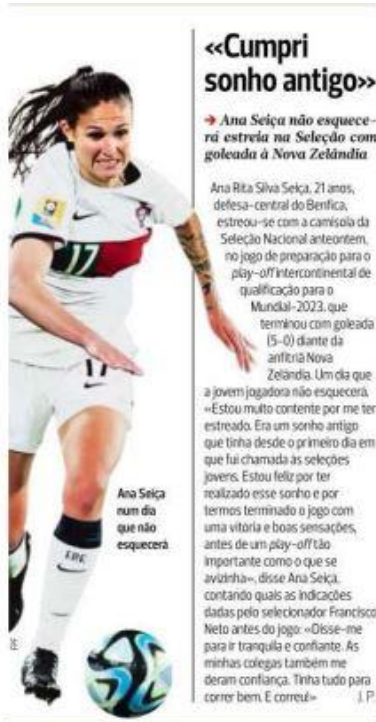 «Cumpri
sonho antigo»
→ Ana Seiça não esquece-
rá estreia na Seleção com
goleada à Nova Zelândia
Ana Rita Silva Seiça, 21 anos,
defesa-central do Benfica,
estreou-se com a camisola da
Seleção Nacional anteontem,
no jogo de preparação para o
play-off intercontinental de
qualificação para o
Mundial-2023, que
terminou com goleada
(5-0) diante da
anfitriã Nova
Zelândia. Um dia que
a jovem jogadora não esquecerá.
«Estou muito contente por me ter
estreado. Era um sonho antigo
que tinha desde o primeiro dia em
que fui chamada às seleções
jovens. Estou feliz por ter
realizado esse sonho e por
termos terminado o jogo com
uma vitória e boas sensações,
antes de um play-off tão
importante como o que se
avizinha», disse Ana Seiça,
contando quais as indicações
dadas pelo selecionador Francisco
Neto antes do jogo: «Disse-me
para ir tranquila e confiante. As
minhas colegas também me
deram confiança. Tinha tudo para
correr bem. E correu!»
J. P.
17
17
Ana Seiça
num dia
que não
esquecerá